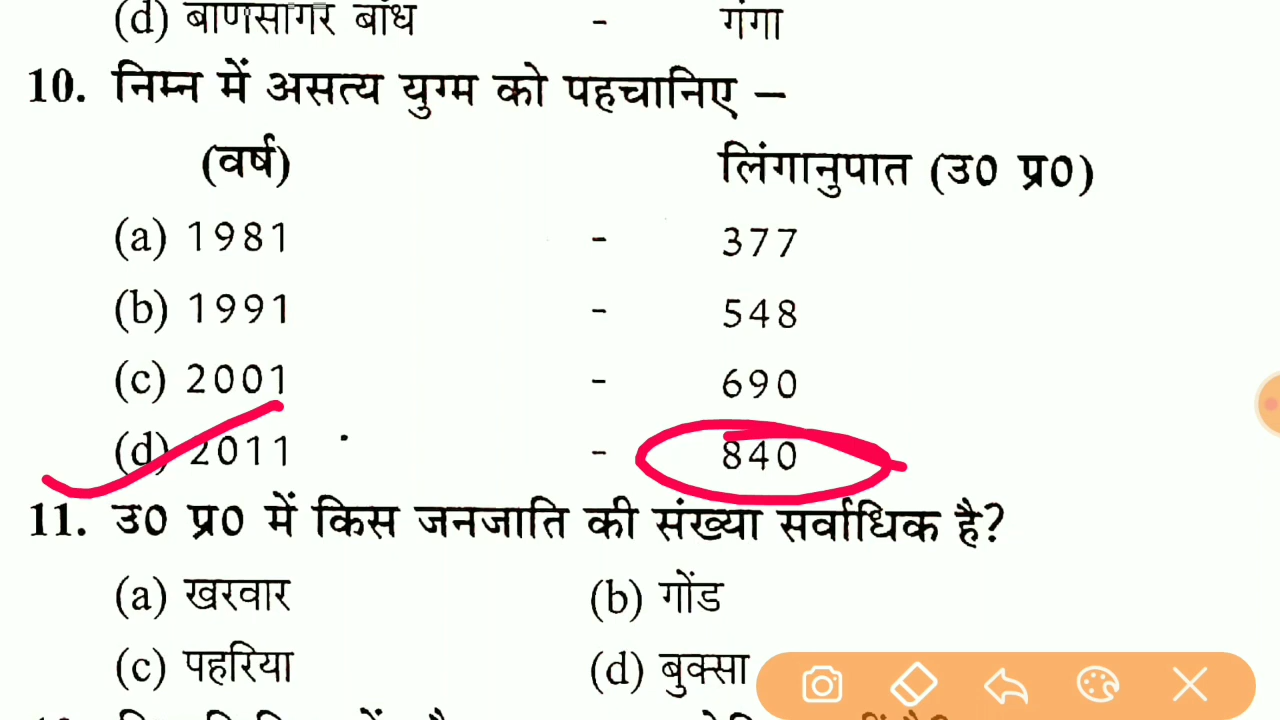 (d) बाणसागर बांध - गंगा
10. निम्न में असत्य युग्म को पहचानिए –
(वर्ष) लिंगानुपात (उ0 प्र0)
(a) 1981 - 377
(b) 1991 - 548
(c) 2001 - 690
(d) 2011 - 840
11. उ0 प्र0 में किस जनजाति की संख्या सर्वाधिक है?
(a) खरवार (b) गोंड
(c) पहरिया (d) बुक्सा